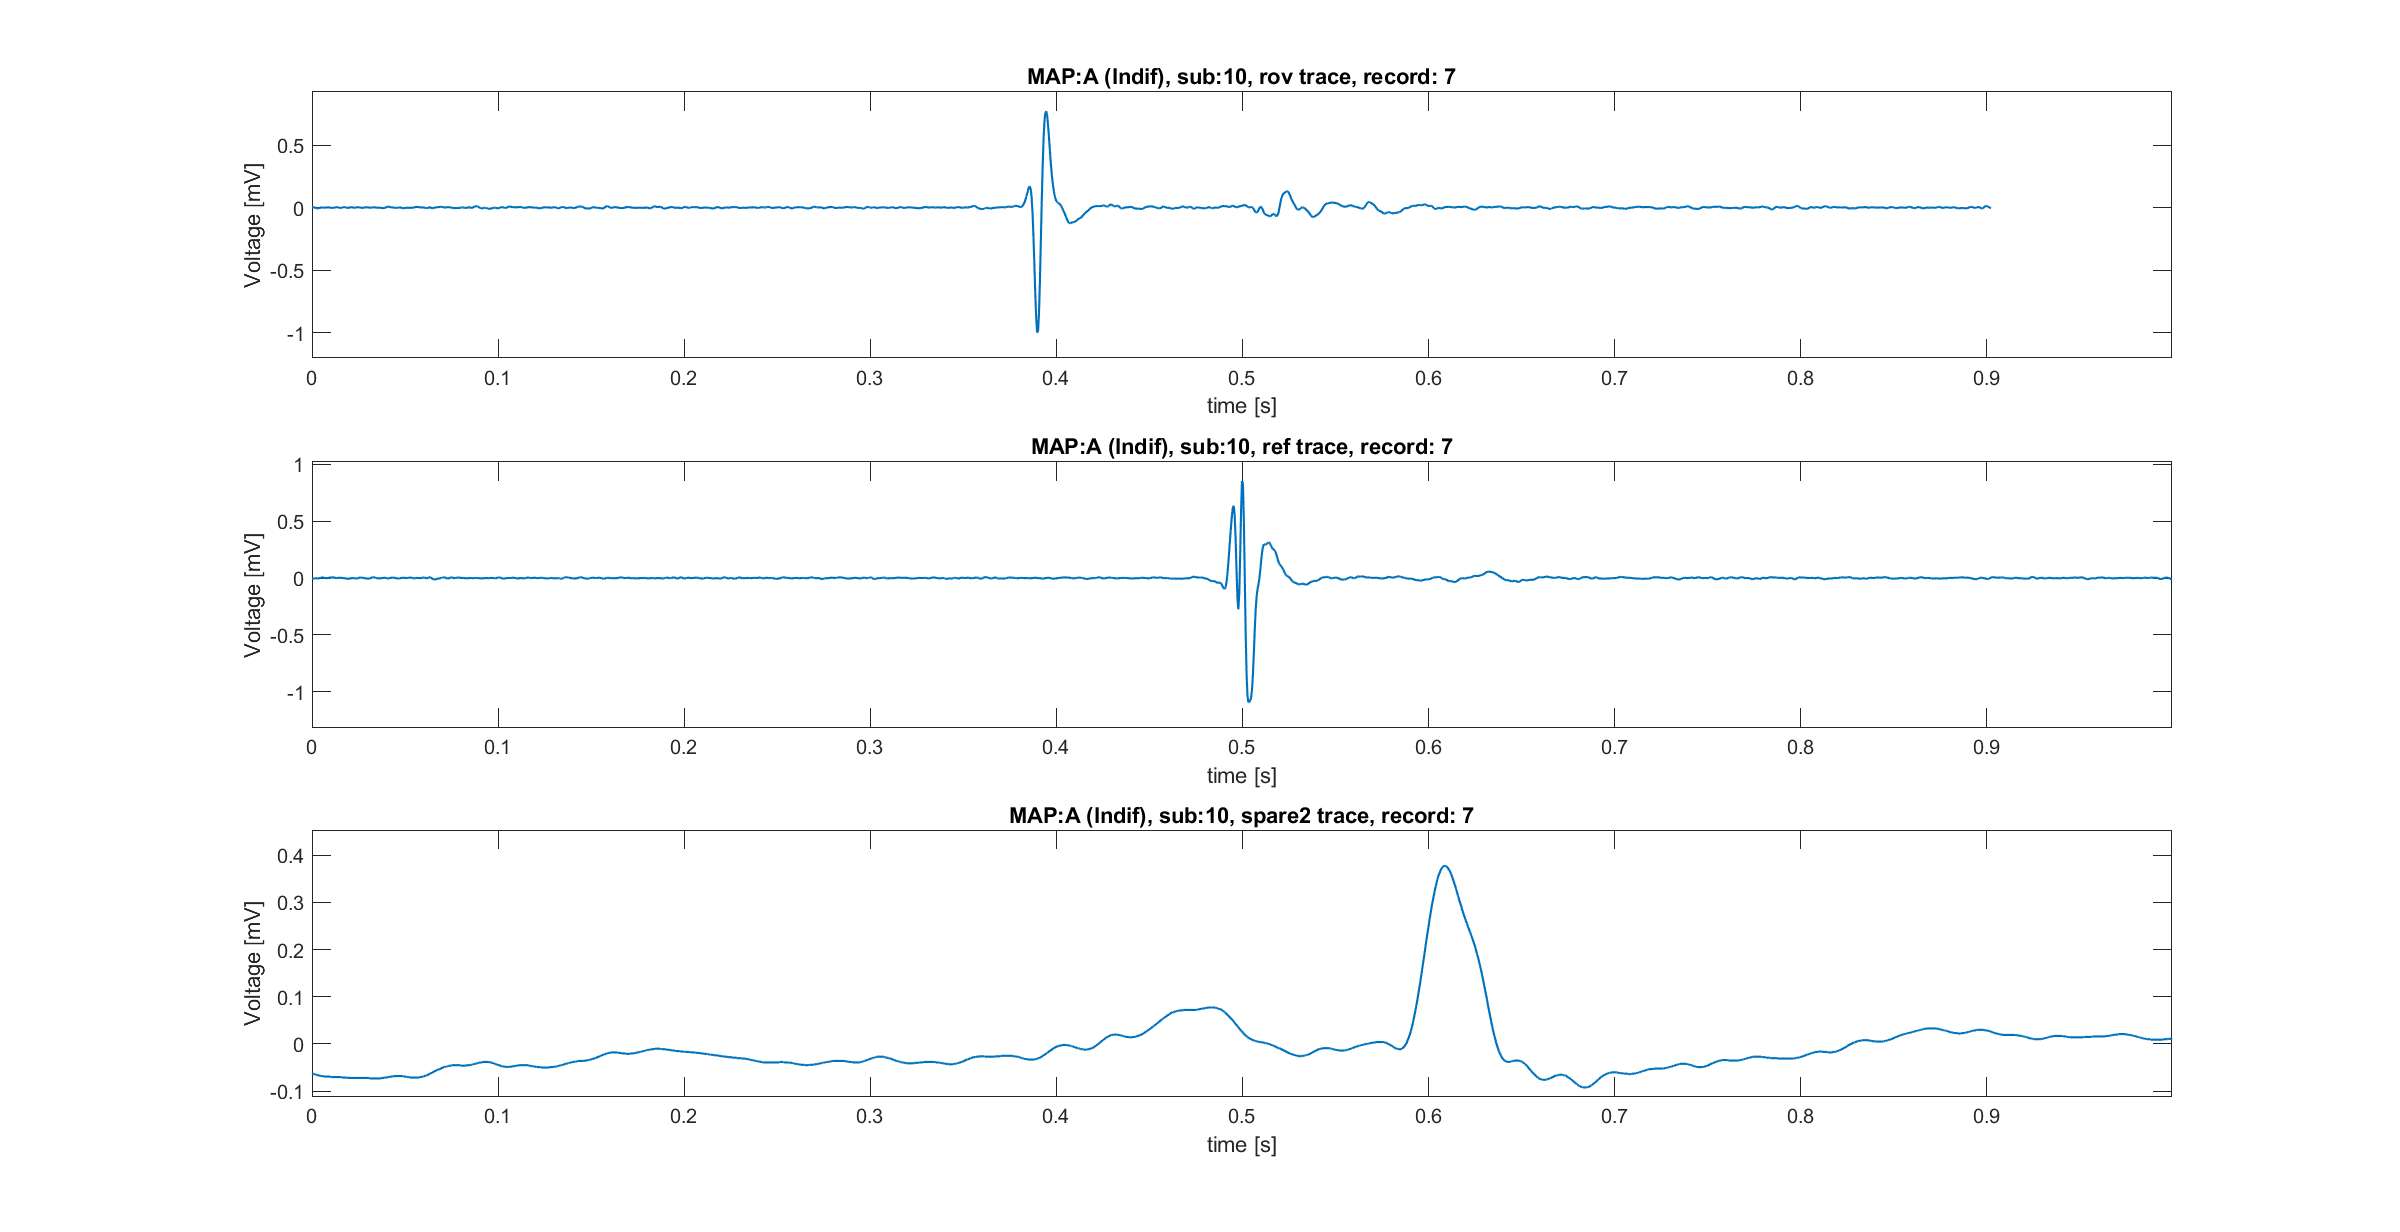 MAP:A (Indif), sub:10, rov trace, record: 7
Voltage [mV]
0.5
0
-0.5
-1
0 0.1 0.2 0.3 0.4 0.5 0.6 0.7 0.8 0.9
time [s]
MAP:A (Indif), sub:10, ref trace, record: 7
Voltage [mV]
1
0.5
0
-0.5
-1
0 0.1 0.2 0.3 0.4 0.5 0.6 0.7 0.8 0.9
time [s]
MAP:A (Indif), sub:10, spare2 trace, record: 7
Voltage [mV]
0.4
0.3
0.2
0.1
0
-0.1
0 0.1 0.2 0.3 0.4 0.5 0.6 0.7 0.8 0.9
time [s]